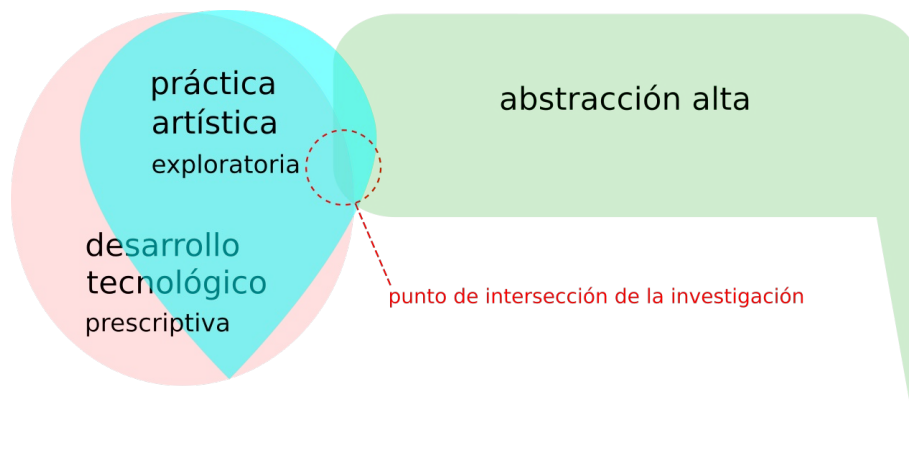 práctica
artística
exploratoria
desarrollo
tecnológico
prescriptiva
abstracción alta
punto de intersección de la investigación